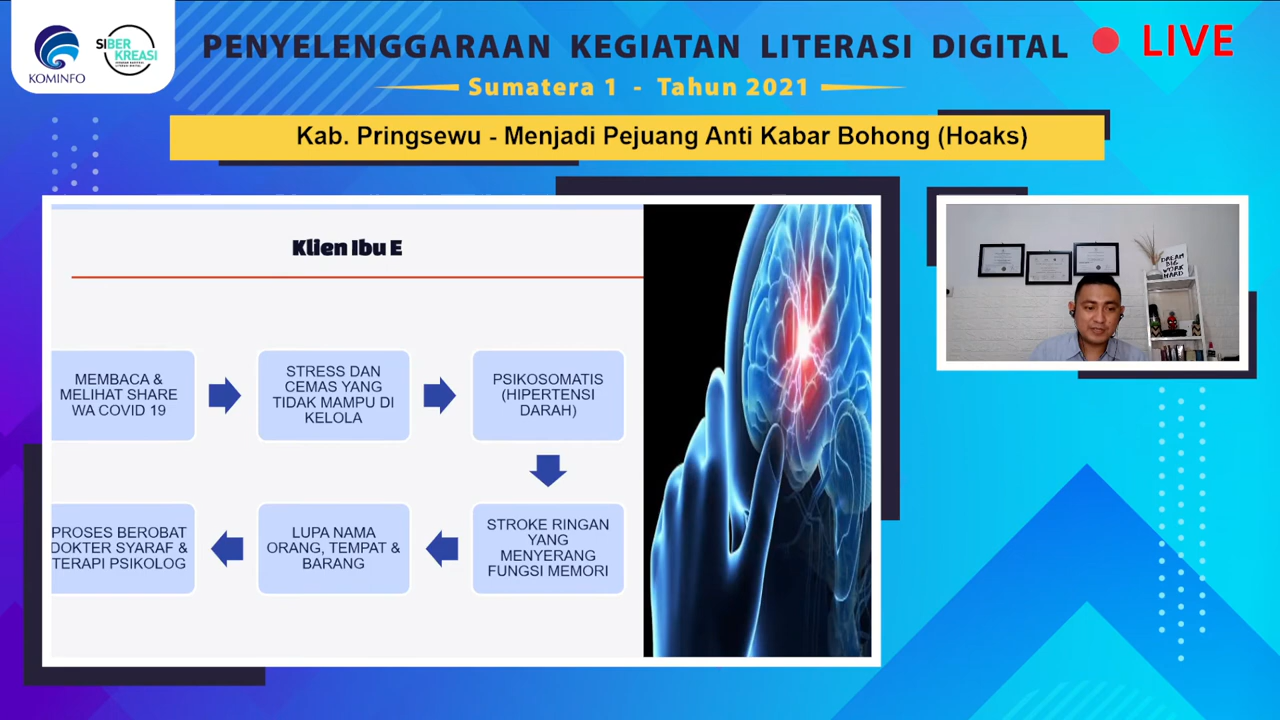 KOMINFO
SIBER
KREASI
PENYELENGGARAAN KEGIATAN LITERASI DIGITAL
LIVE
Sumatera 1 - Tahun 2021
Kab. Pringsewu - Menjadi Pejuang Anti Kabar Bohong (Hoaks)
Klien Ibu E
MEMBACA &
MELIHAT SHARE
WA COVID 19
STRESS DAN
CEMAS YANG
TIDAK MAMPU DI
KELOLA
PSIKOSOMATIS
(HIPERTENSI
DARAH)
STROKE RINGAN
YANG
MENYERANG
FUNGSI MEMORI
LUPA NAMA
ORANG, TEMPAT &
BARANG
PROSES BEROBAT
DOKTER SYARAF &
TERAPI PSIKOLOG
DREAM
BIG
WORK
HARD